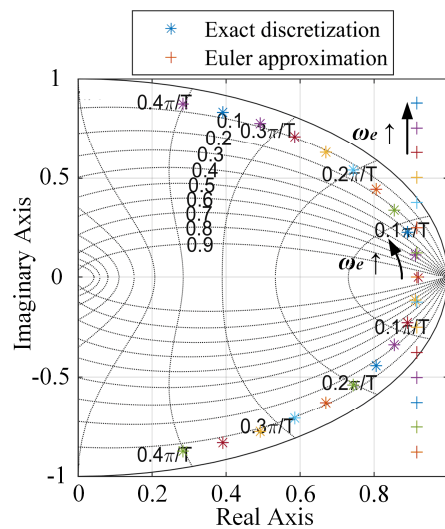 Exact discretization
Euler approximation
1
0.5
0
-0.5
-1
Imaginary Axis
0.4π/T
0.1
0.3π/T
0.2
0.3
0.4
0.5
0.6
0.7
0.8
0.9
0.2π/T
0.1π/T
ωe ↑
ωe ↑
0.1π/T
0.2π/T
0.3π/T
0.4π/T
0
0.2
0.4
0.6
0.8
Real Axis